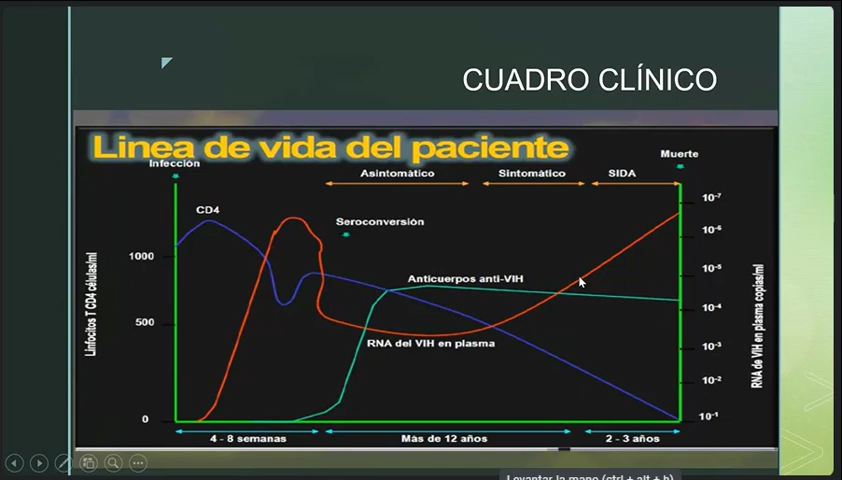 CUADRO CLÍNICO
Linea de vida del paciente
Infección
Muerte
Asintomàtico
Sintomàtico
SIDA
CD4
Seroconversión
Anticuerpos anti-VIH
RNA del VIH en plasma
Linfocitos T CD4 células/ml
1000
500
0
10-7
10-6
10-5
10-4
10-3
10-2
10-1
RNA de VIH en plasma copias/ml
4 - 8 semanas
Más de 12 años
2 - 3 años
Levantar la mano (ctrl + alt + h)